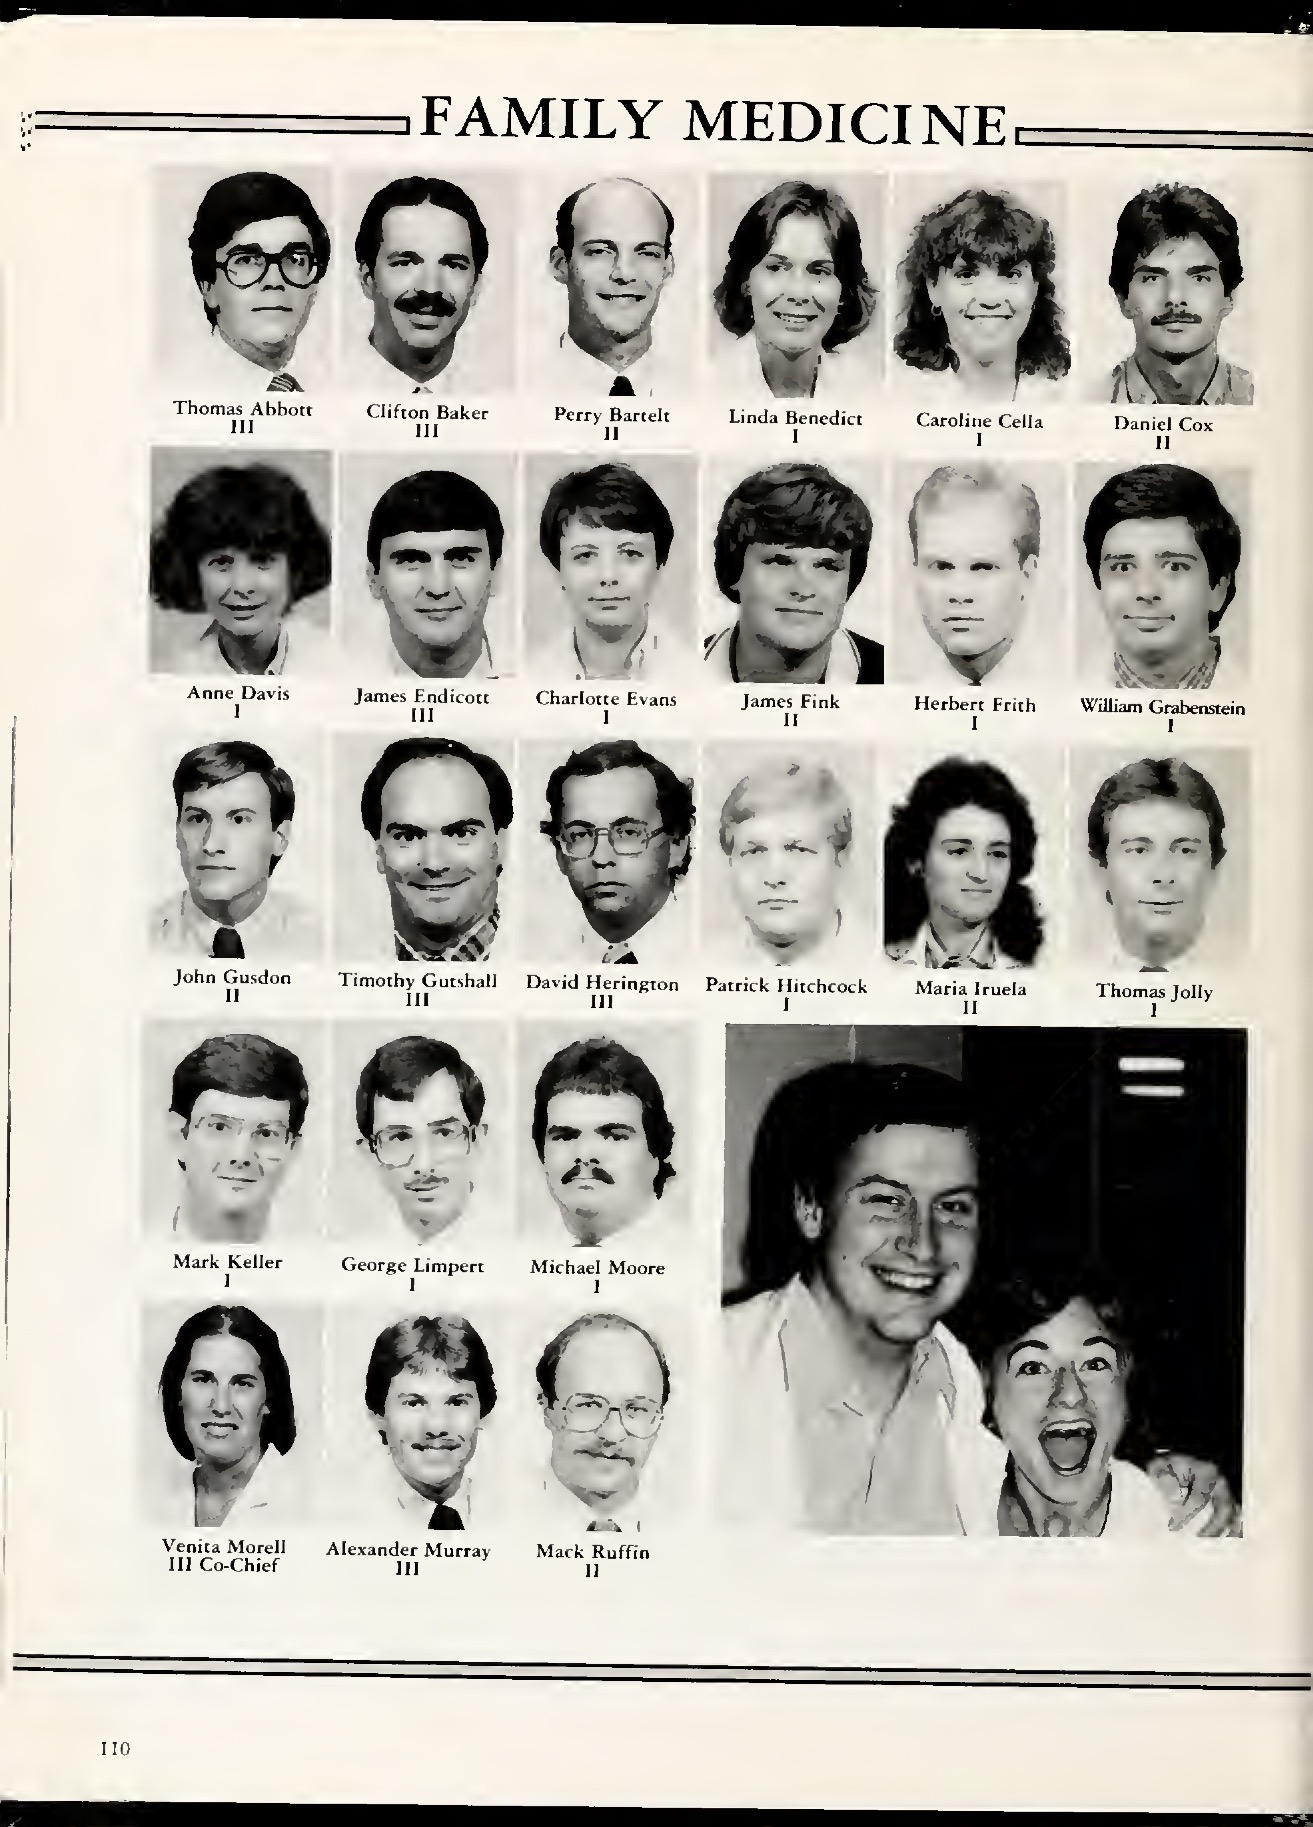 FAMILY MEDICINE
Thomas Abbott
III
Clifton Baker
III
Perry Bartelt
II
Linda Benedict
I
Caroline Cella
I
Daniel Cox
II
Anne Davis
I
James Endicott
III
Charlotte Evans
I
James Fink
II
Herbert Frith
I
William Grabenstein
I
John Gusdon
II
Timothy Gutshall
III
David Herington
III
Patrick Hitchcock
I
Maria Iruela
II
Thomas Jolly
I
Mark Keller
I
George Limpert
I
Michael Moore
I
Venita Morell
III Co-Chief
Alexander Murray
III
Mack Ruffin
II
110